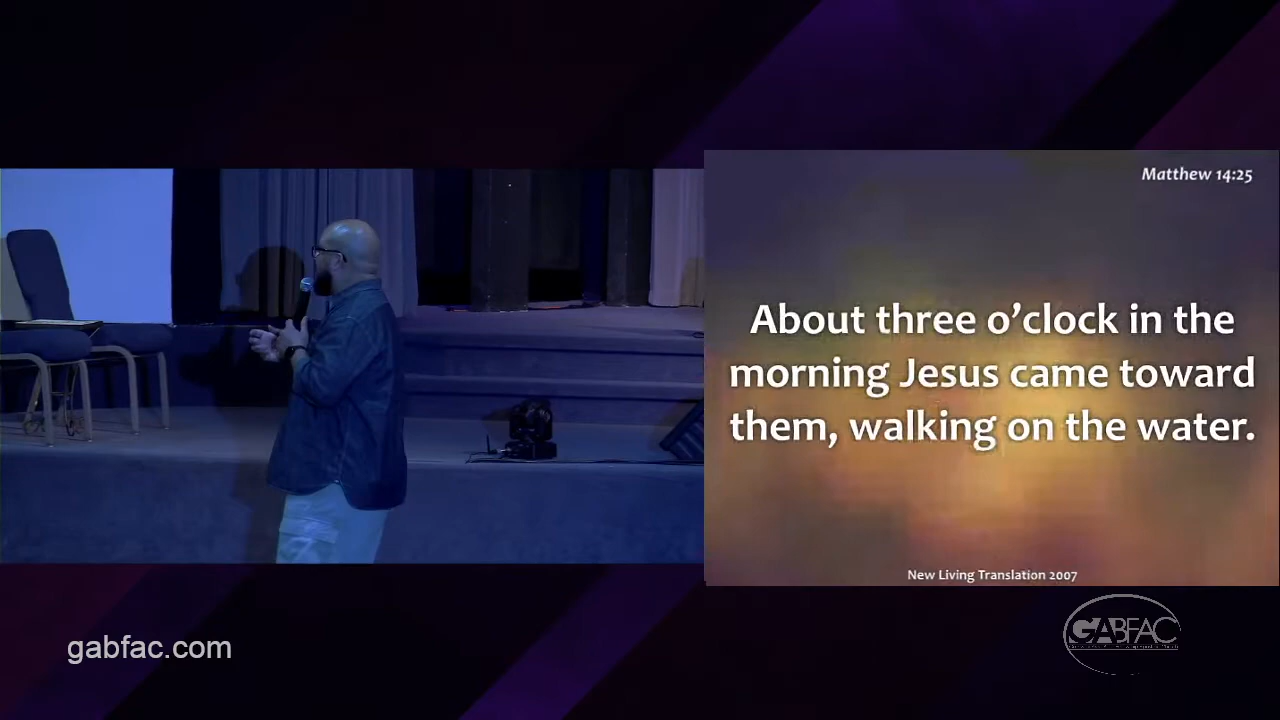 Matthew 14:25
About three o’clock in the
morning Jesus came toward
them, walking on the water.
New Living Translation 2007
gabfac.com
GABFAC